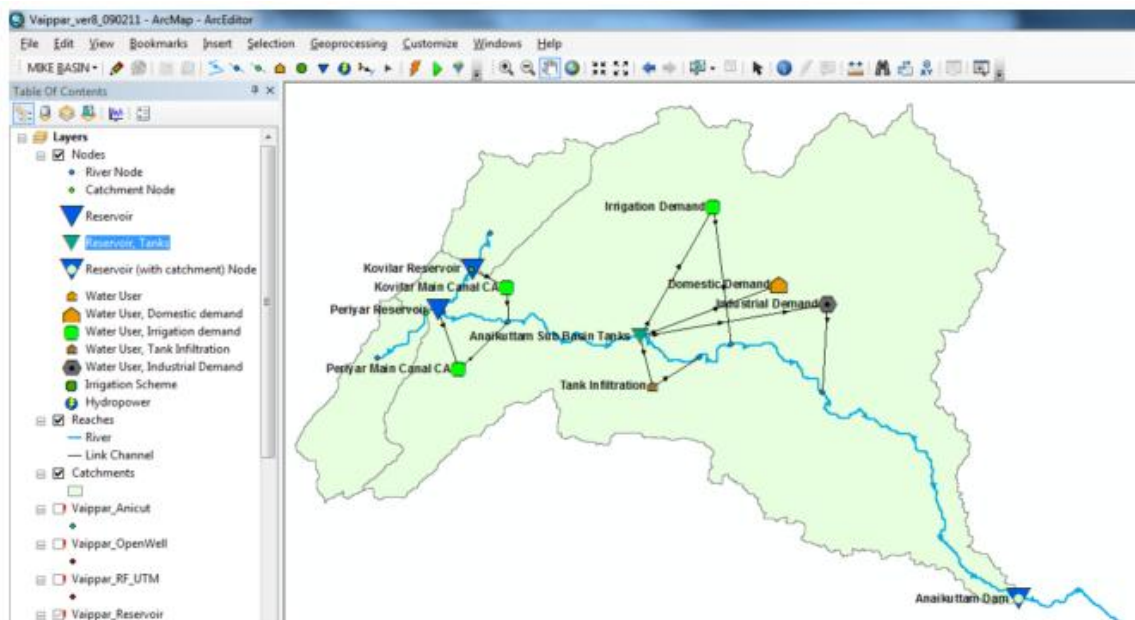 Vaippar_ver8_090211 - ArcMap - ArcEditor
File Edit View Bookmarks Insert Selection Geoprocessing Customize Windows Help
MIKE BASIN
Table Of Contents
Layers
Nodes
River Node
Catchment Node
Reservoir
Reservoir, Tanks
Reservoir (with catchment) Node
Water User
Water User, Domestic demand
Water User, Irrigation demand
Water User, Tank Infiltration
Water User, Industrial Demand
Irrigation Scheme
Hydropower
Reaches
River
Link Channel
Catchments
Vaippar_Anicut
Vaippar_OpenWell
Vaippar_RF_UTM
Vaippar_Reservoir
Irrigation Demand
Kovilar Reservoir
Kovilar Main Canal CA
Domestic Demand
Periyar Reservoir
Industrial Demand
Anaikuttam Sub Basin Tanks
Periyar Main Canal CA
Tank Infiltration
Anaikuttam Dam